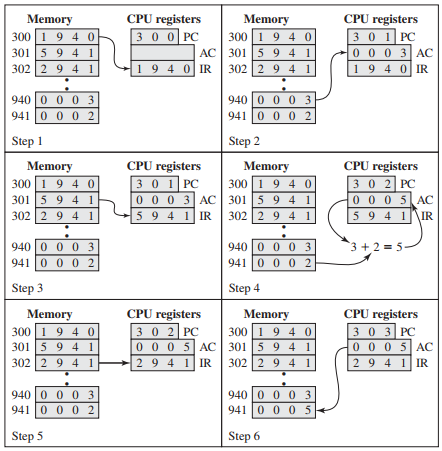 Memory CPU registers
300 1 9 4 0 3 0 0 PC
301 5 9 4 1 AC
302 2 9 4 1 1 9 4 0 IR
940 0 0 0 3
941 0 0 0 2
Step 1
Memory CPU registers
300 1 9 4 0 3 0 1 PC
301 5 9 4 1 0 0 0 3 AC
302 2 9 4 1 1 9 4 0 IR
940 0 0 0 3
941 0 0 0 2
Step 2
Memory CPU registers
300 1 9 4 0 3 0 1 PC
301 5 9 4 1 0 0 0 3 AC
302 2 9 4 1 5 9 4 1 IR
940 0 0 0 3
941 0 0 0 2
Step 3
Memory CPU registers
300 1 9 4 0 3 0 2 PC
301 5 9 4 1 0 0 0 5 AC
302 2 9 4 1 5 9 4 1 IR
940 0 0 0 3 3 + 2 = 5
941 0 0 0 2
Step 4
Memory CPU registers
300 1 9 4 0 3 0 2 PC
301 5 9 4 1 0 0 0 5 AC
302 2 9 4 1 2 9 4 1 IR
940 0 0 0 3
941 0 0 0 2
Step 5
Memory CPU registers
300 1 9 4 0 3 0 3 PC
301 5 9 4 1 0 0 0 5 AC
302 2 9 4 1 2 9 4 1 IR
940 0 0 0 3
941 0 0 0 5
Step 6